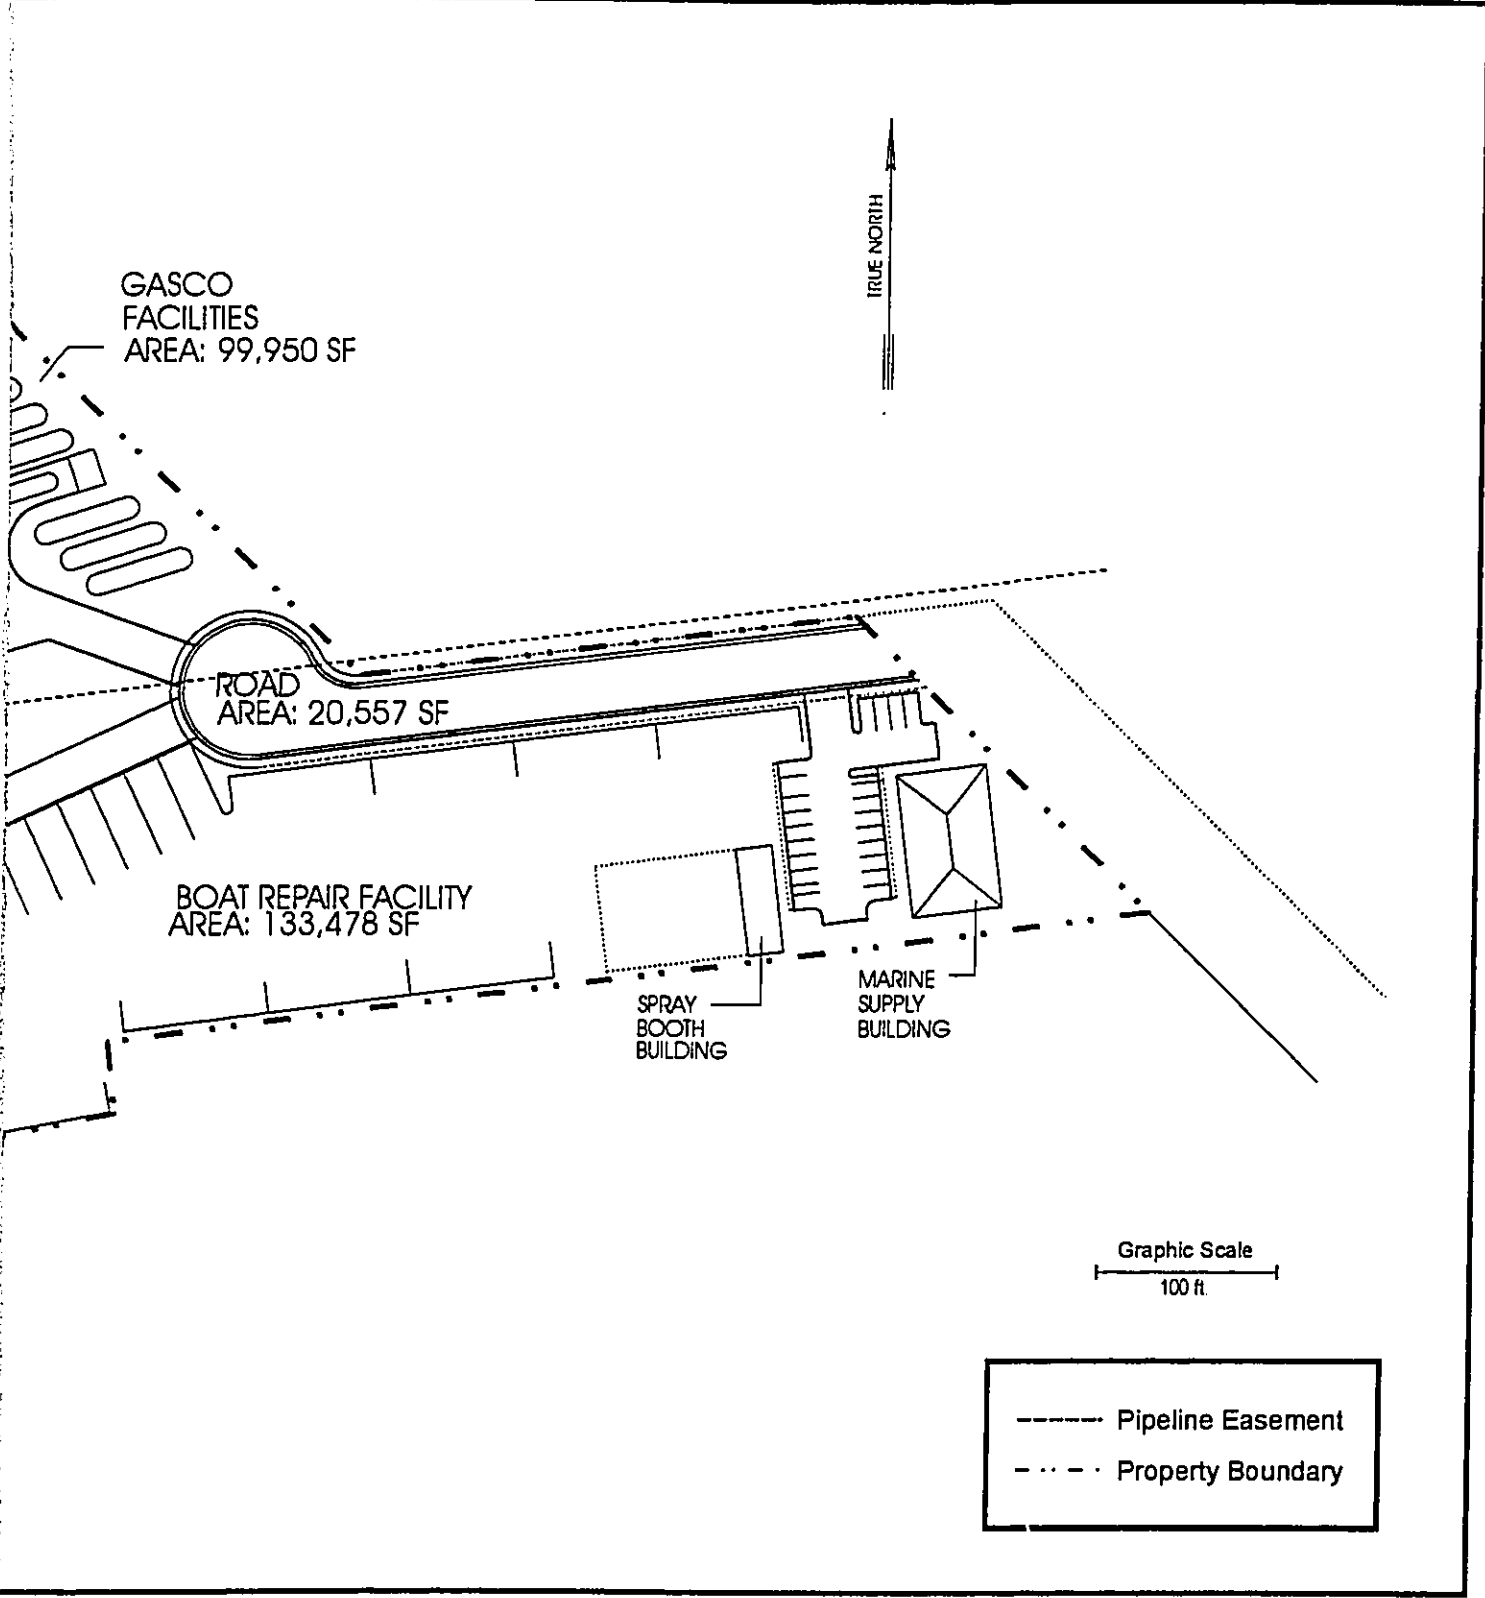 TRUE NORTH
GASCO
FACILITIES
AREA: 99,950 SF
ROAD
AREA: 20,557 SF
BOAT REPAIR FACILITY
AREA: 133,478 SF
SPRAY
BOOTH
BUILDING
MARINE
SUPPLY
BUILDING
Graphic Scale
100 ft.
Pipeline Easement
Property Boundary